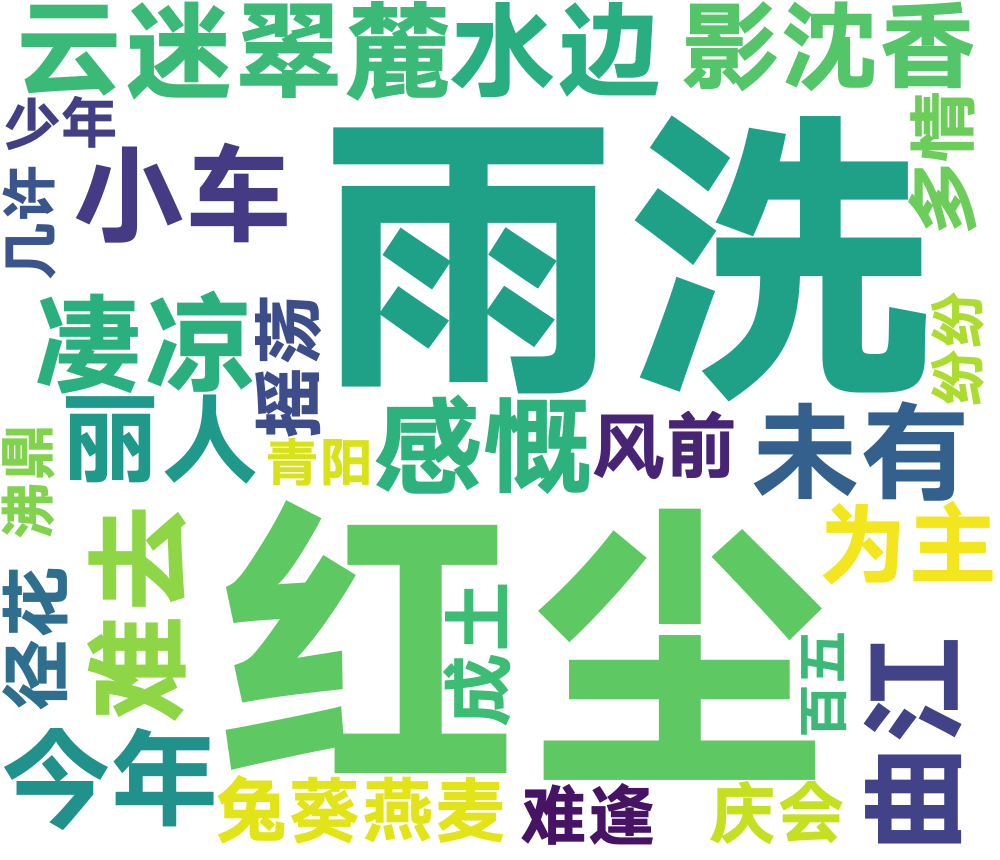 云迷翠麓水边
影沈香
少年
小车
雨洗
多情
几许
凄凉
摇荡
纷纷
丽人
感慨
风前
未有
青阳
沸鼎
红尘
为主
难去
径花
成土
百五
曲江
今年
兔葵燕麦
难逢
庆会